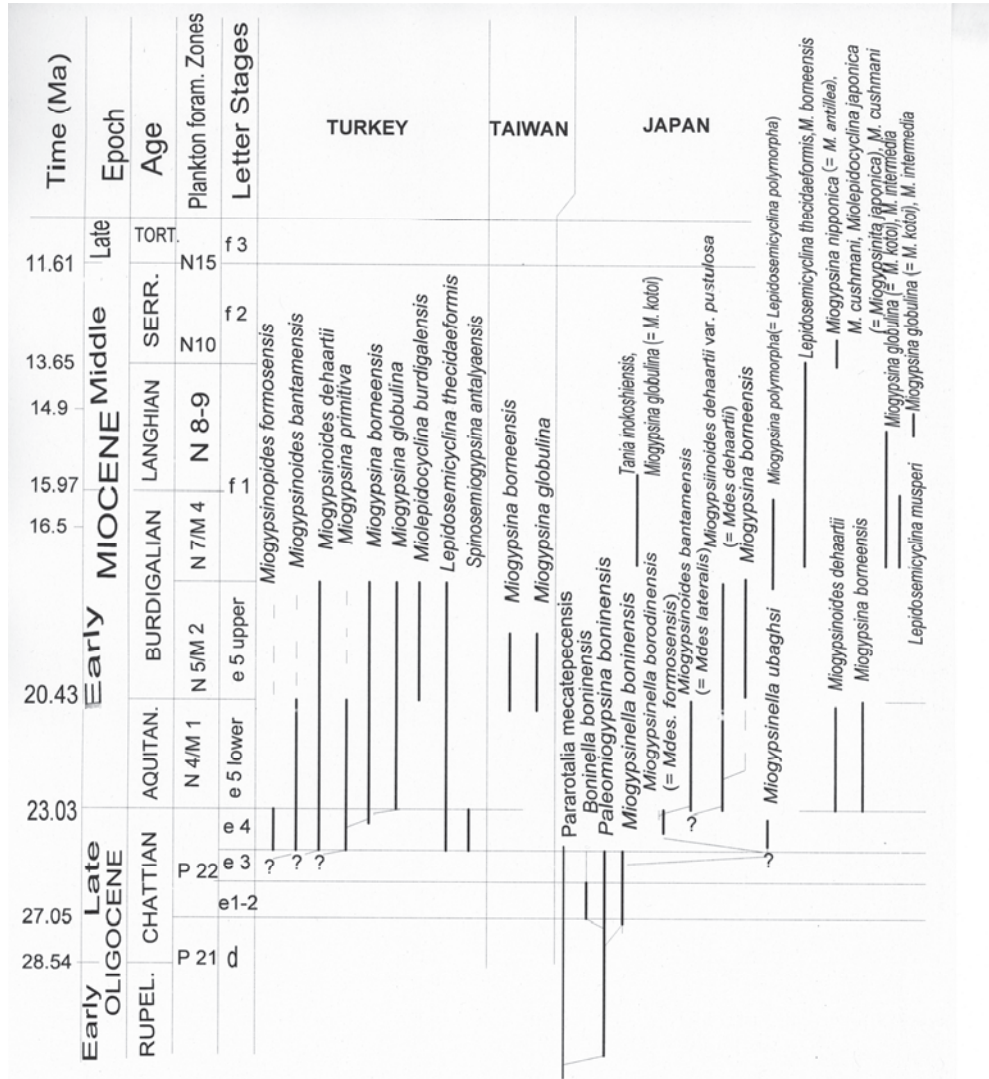 Time (Ma)
Epoch
Age
Plankton foram. Zones
Letter Stages
TURKEY
TAIWAN
JAPAN
Late
TORT.
f 3
11.61
N15
Middle
SERR.
f 2
N10
13.65
14.9
MIOCENE
LANGHIAN
N 8-9
15.97
f 1
16.5
Early
BURDIGALIAN
N 7/M 4
N 5/M 2
e 5 upper
20.43
AQUITAN.
N 4/M 1
e 5 lower
23.03
e 4
Late
OLIGOCENE
CHATTIAN
P 22
e 3
e1-2
27.05
28.54
P 21
d
Early
RUPEL.
Miogypsinopides formosensis
Miogypsnoides bantamensis
Miogypsinoides dehaartii
Miogypsina primitiva
Miogypsina borneensis
Miogypsina globulina
Miolepidocyclina burdigalensis
Lepidosemicyclina thecidaeformis
Spinosemiogypsina antalyaensis
? ? ?
Miogypsina borneensis
Miogypsina globulina
Pararotalia mecatepecensis
Boninella boninensis
Paleomiogypsina boninensis
Miogypsinella boninensis
Tania inokoshiensis,
Miogypsina globulina (= M. kotoi)
Miogypsinella borodinensis
(= Mdes. formosensis)
Miogypsinoides bantamensis
(= Mdes lateralis)
?
Miogypsiinoides dehaartii var. pustulosa
(= Mdes dehaartii)
Miogypsina borneensis
Miogypsinella ubaghsi
?
Miogypsina polymorpha(= Lepidosemicyclina polymorpha)
Lepidosemicyclina thecidaeformis,M. borneensis
Miogypsina nipponica (= M. antillea),
M. cushmani, Miolepidocyclina japonica
(= Miogypsinita japonica), M. cushmani
Miogypsina globulina (= M. kotoi), M. intermedia
Miogypsina globulina (= M. kotoi), M. intermedia
Miogypsinoides dehaartii
Miogypsina borneensis
Lepidosemicyclina musperi